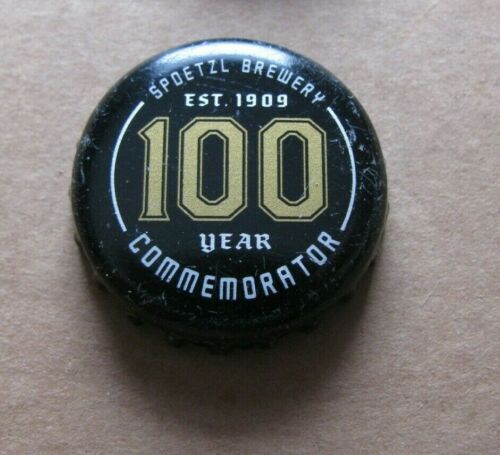 SPOETZL BREWERY
EST. 1909
100
YEAR
COMMEMORATOR